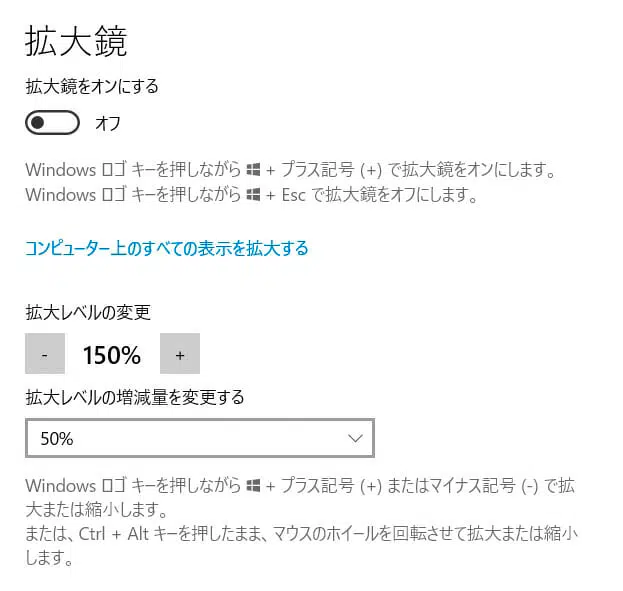 拡大鏡
拡大鏡をオンにする
オフ
Windows ロゴ キーを押しながら + プラス記号 (+) で拡大鏡をオンにします。
Windows ロゴ キーを押しながら + Esc で拡大鏡をオフにします。
コンピューター上のすべての表示を拡大する
拡大レベルの変更
- 150% +
拡大レベルの増減量を変更する
50%
Windows ロゴ キーを押しながら + プラス記号 (+) またはマイナス記号 (-) で拡
大または縮小します。
または、Ctrl + Alt キーを押したまま、マウスのホイールを回転させて拡大または縮小
します。